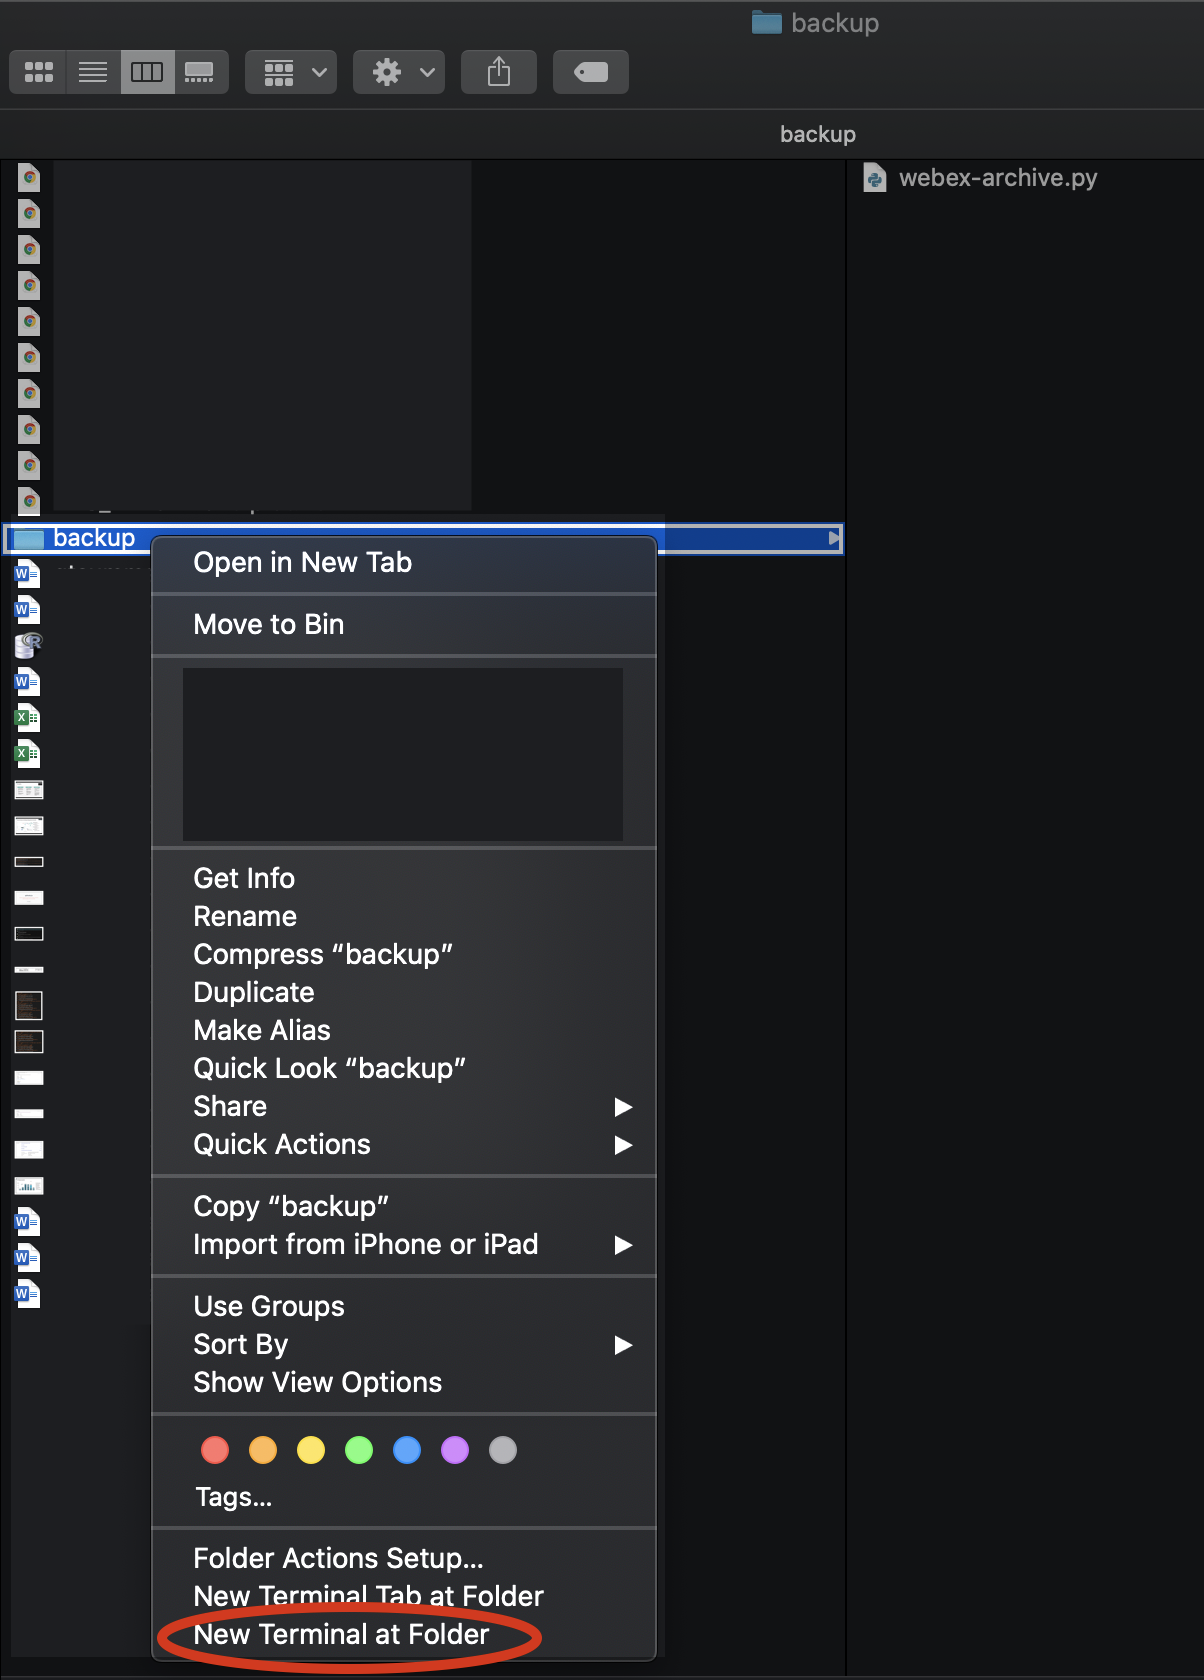 backup
backup
webex-archive.py
backup
Open in New Tab
Move to Bin
Get Info
Rename
Compress “backup”
Duplicate
Make Alias
Quick Look “backup”
Share
Quick Actions
Copy “backup”
Import from iPhone or iPad
Use Groups
Sort By
Show View Options
Tags...
Folder Actions Setup...
New Terminal Tab at Folder
New Terminal at Folder